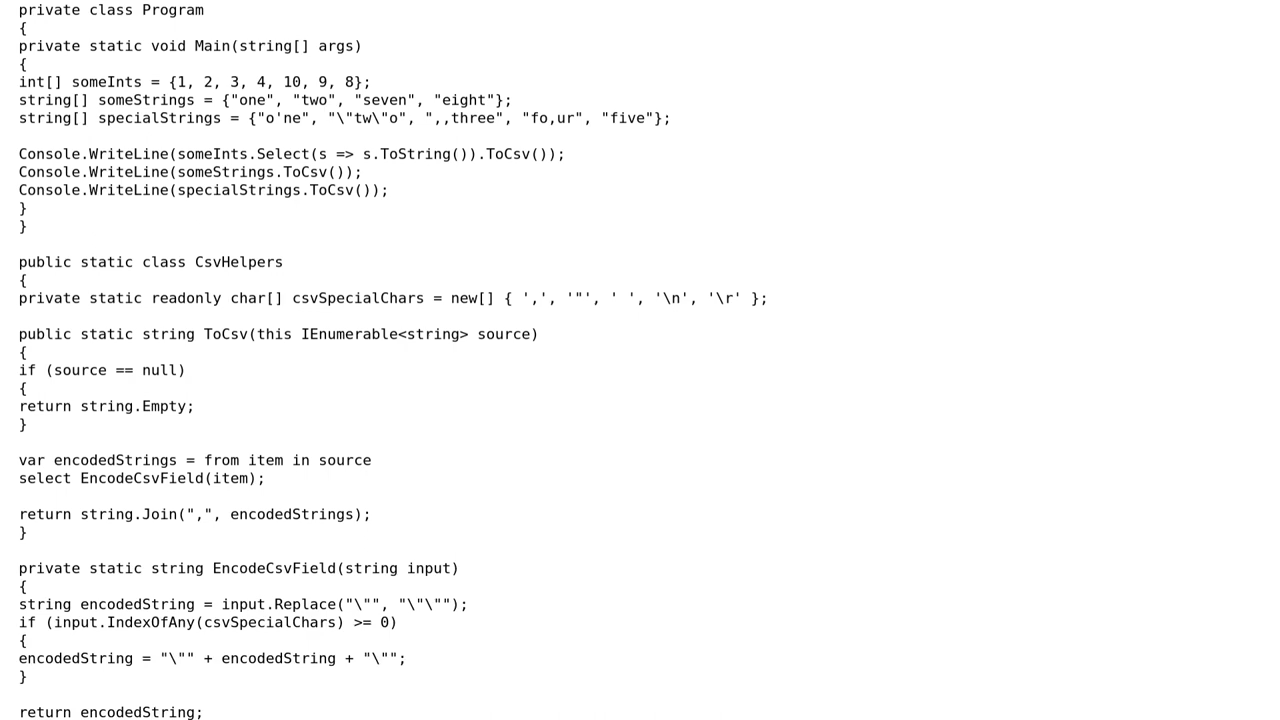 private class Program
{
private static void Main(string[] args)
{
int[] someInts = {1, 2, 3, 4, 10, 9, 8};
string[] someStrings = {"one", "two", "seven", "eight"};
string[] specialStrings = {"o'ne", "\"tw\"o", ",,three", "fo,ur", "five"};

Console.WriteLine(someInts.Select(s => s.ToString()).ToCsv());
Console.WriteLine(someStrings.ToCsv());
Console.WriteLine(specialStrings.ToCsv());
}
}

public static class CsvHelpers
{
private static readonly char[] csvSpecialChars = new[] { ',', '"', ' ', '\n', '\r' };

public static string ToCsv(this IEnumerable<string> source)
{
if (source == null)
{
return string.Empty;
}

var encodedStrings = from item in source
select EncodeCsvField(item);

return string.Join(",", encodedStrings);
}

private static string EncodeCsvField(string input)
{
string encodedString = input.Replace("\"", "\"\"");
if (input.IndexOfAny(csvSpecialChars) >= 0)
{
encodedString = "\"" + encodedString + "\"";
}

return encodedString;